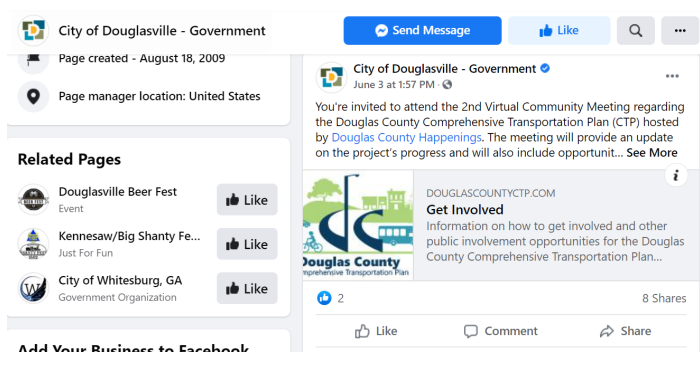 City of Douglasville - Government
Send Message
Like
Page created - August 18, 2009
Page manager location: United States
Related Pages
Douglasville Beer Fest
Event
Like
Kennesaw/Big Shanty Fe...
Just For Fun
Like
City of Whitesburg, GA
Government Organization
Like
Add Your Business to Facebook
City of Douglasville - Government
June 3 at 1:57 PM ·
You're invited to attend the 2nd Virtual Community Meeting regarding
the Douglas County Comprehensive Transportation Plan (CTP) hosted
by Douglas County Happenings. The meeting will provide an update
on the project's progress and will also include opportunit... See More
dc
Douglas County
mprehensive Transportation Plan
DOUGLASCOUNTYCTP.COM
Get Involved
Information on how to get involved and other
public involvement opportunities for the Douglas
County Comprehensive Transportation Plan...
2
8 Shares
Like
Comment
Share